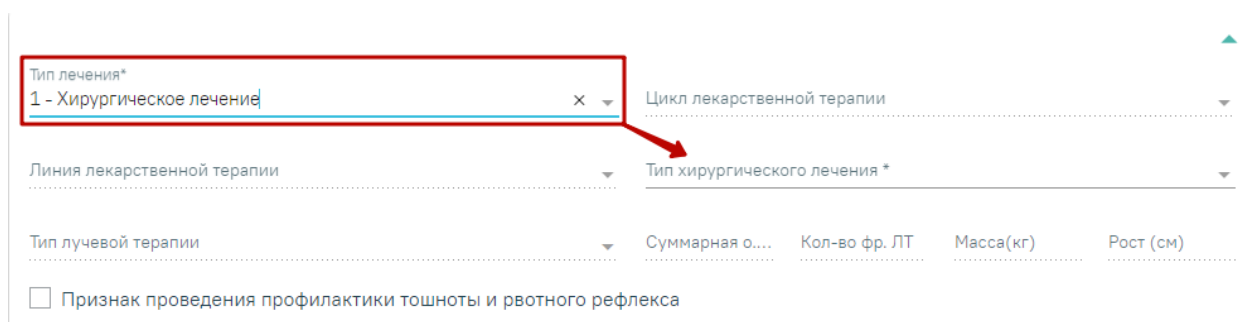 Тип лечения*
1 - Хирургическое лечение
Цикл лекарственной терапии
Линия лекарственной терапии
Тип хирургического лечения *
Тип лучевой терапии
Суммарная о....
Кол-во фр. ЛТ
Масса(кг)
Рост (см)
Признак проведения профилактики тошноты и рвотного рефлекса